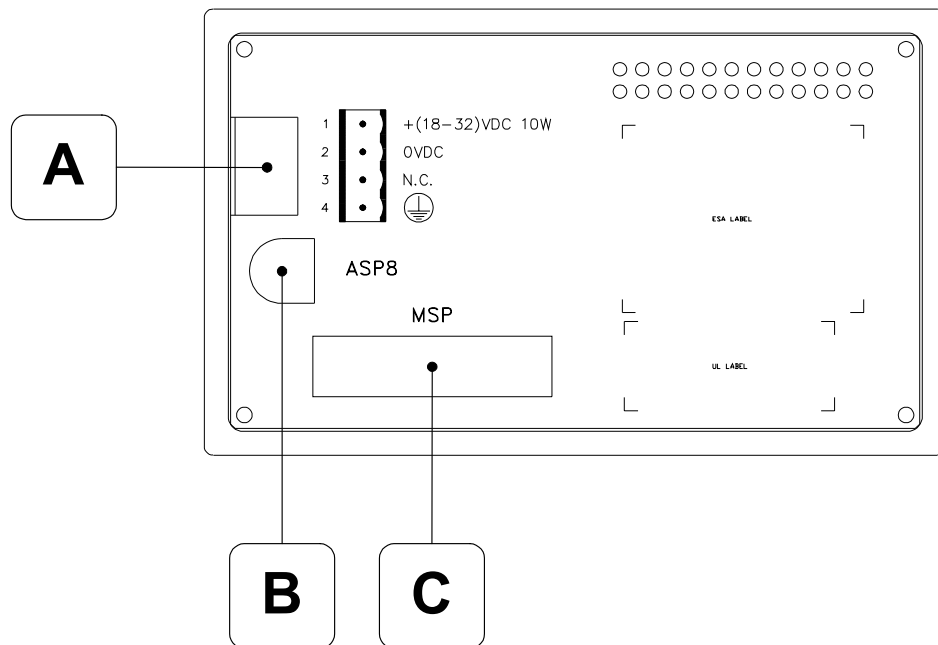 1 +(18-32)VDC 10W
2 0VDC
3 N.C.
4
A
ESA LABEL
ASP8
MSP
UL LABEL
B C